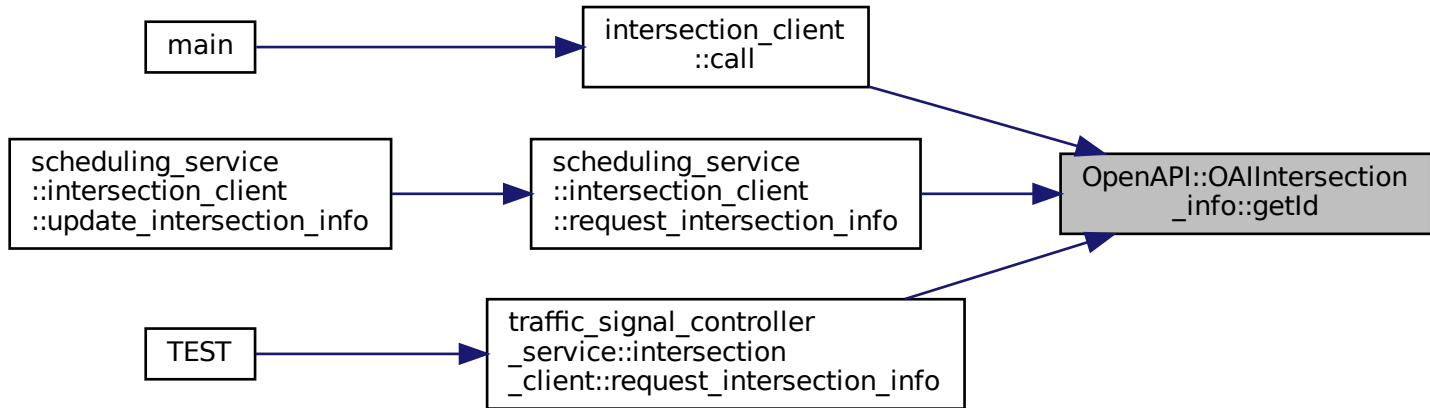 main
intersection_client
::call
scheduling_service
::intersection_client
::update_intersection_info
scheduling_service
::intersection_client
::request_intersection_info
OpenAPI::OAIIntersection
_info::getId
TEST
traffic_signal_controller
_service::intersection
_client::request_intersection_info